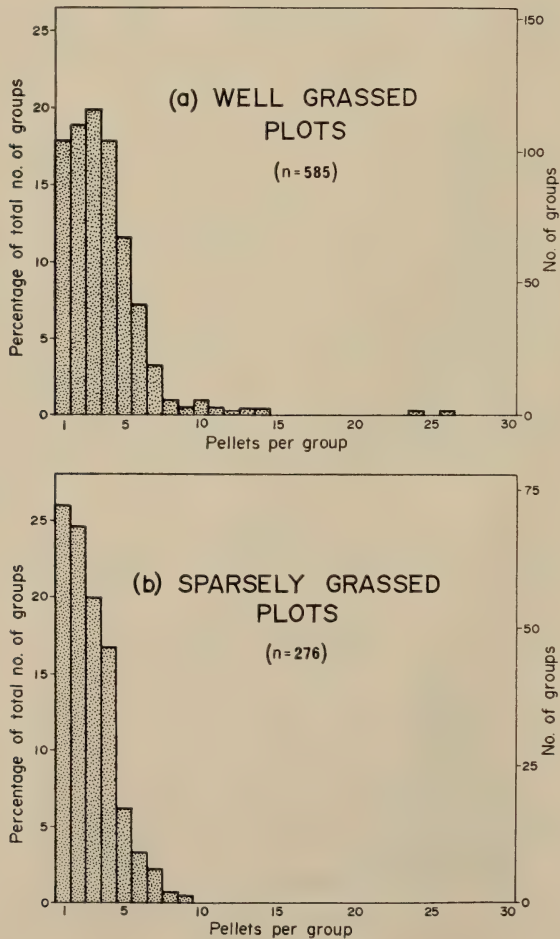 Percentage of total no. of groups
25
20
15
10
5
0
(a) WELL GRASSED
PLOTS
(n=585)
150
100
50
0
No. of groups
1 5 10 15 20 25 30
Pellets per group
Percentage of total no. of groups
25
20
15
10
5
0
(b) SPARSELY GRASSED
PLOTS
(n=276)
75
50
25
0
No. of groups
1 5 10 15 20 25 30
Pellets per group